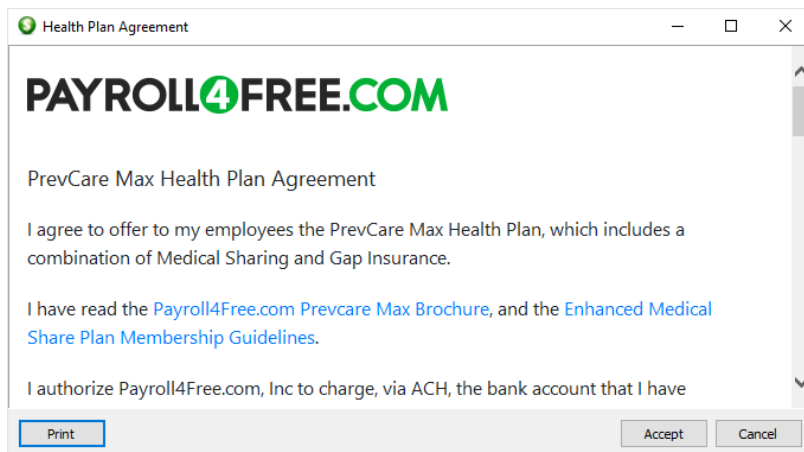 Health Plan Agreement
PAYROLL4FREE.COM
PrevCare Max Health Plan Agreement
I agree to offer to my employees the PrevCare Max Health Plan, which includes a
combination of Medical Sharing and Gap Insurance.
I have read the Payroll4Free.com Prevcare Max Brochure, and the Enhanced Medical
Share Plan Membership Guidelines.
I authorize Payroll4Free.com, Inc to charge, via ACH, the bank account that I have
Print Accept Cancel